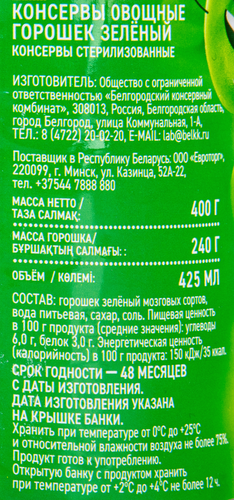 КОНСЕРВЫ ОВОЩНЫЕ
ГОРОШЕК ЗЕЛЁНЫЙ
КОНСЕРВЫ СТЕРИЛИЗОВАННЫЕ
ИЗГОТОВИТЕЛЬ: Общество с ограниченной
ответственностью «Белгородский консервный
комбинат», 308013, Россия, Белгородская область,
город Белгород, улица Коммунальная, 1-А,
ТЕЛ.: 8 (4722) 20-02-20, E-MAIL: lab@belkk.ru
Поставщик в Республику Беларусь: ООО «Евроторг»,
220099, г. Минск, ул. Казинца, 52А-22,
тел. +37544 7888 880
МАССА НЕТТО /
ТАЗА САЛМАҚ: 400 Г
МАССА ГОРОШКА/
БҰРШАҚТЫҢ САЛМАҒЫ: : 240 Г
ОБЪЁМ / КӨЛЕМІ: 425 МЛ
СОСТАВ: горошек зелёный мозговых сортов,
вода питьевая, сахар, соль. Пищевая ценность
в 100 г продукта (средние значения): углеводы
6,0 г, белок 3,0 г. Энергетическая ценность
(калорийность) в 100 г продукта: 150 кДж/35 ккал.
СРОК ГОДНОСТИ – 48 МЕСЯЦЕВ
С ДАТЫ ИЗГОТОВЛЕНИЯ.
ДАТА ИЗГОТОВЛЕНИЯ УКАЗАНА
НА КРЫШКЕ БАНКИ.
Хранить при температуре от 0°С до +25°С
и относительной влажности воздуха не более 75%.
Продукт готов к употреблению.
Открытую банку с продуктом хранить
при температуре от +2°С до +4°С не более 12 ч.